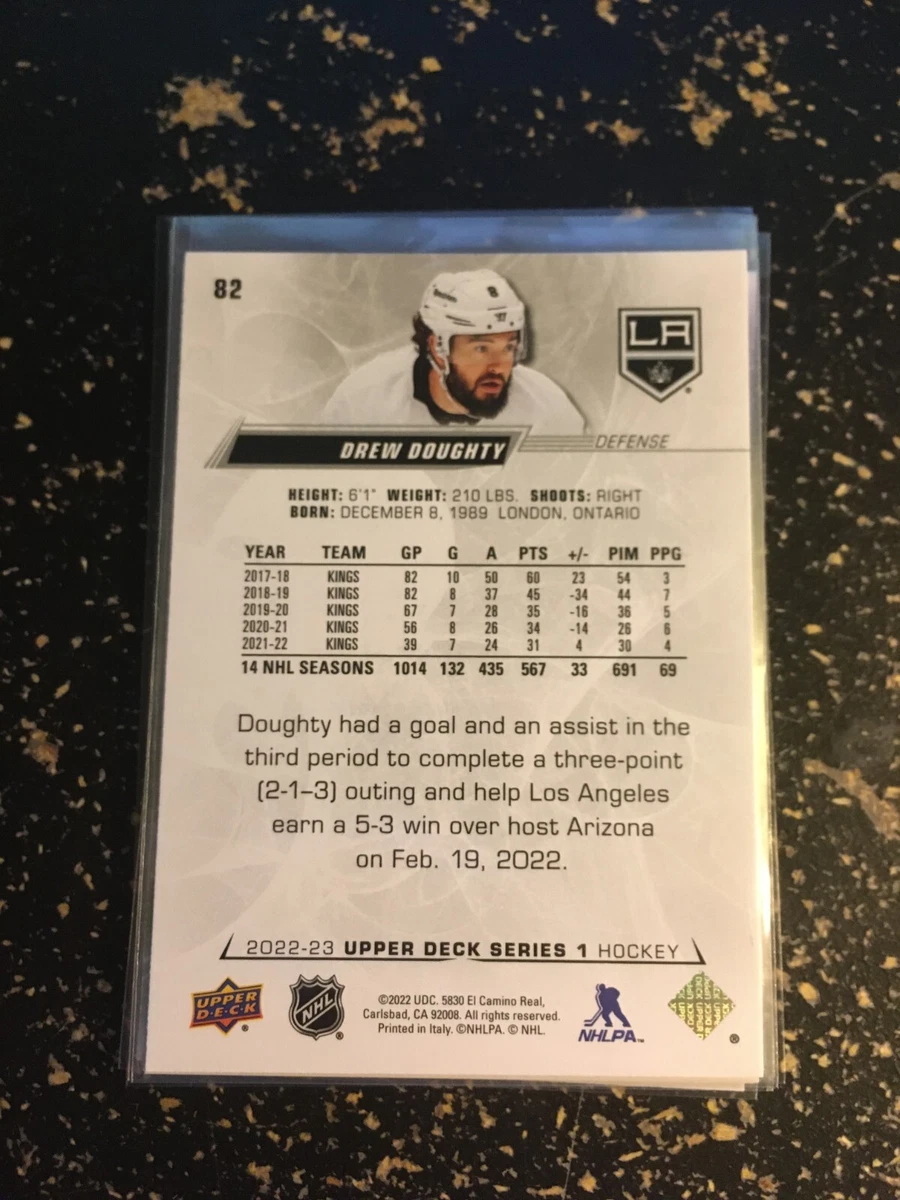 82
8
LA
DREW DOUGHTY
DEFENSE
HEIGHT: 6'1" WEIGHT: 210 LBS. SHOOTS: RIGHT
BORN: DECEMBER 8, 1989 LONDON, ONTARIO
YEAR TEAM GP G A PTS +/- PIM PPG
2017-18 KINGS 82 10 50 60 23 54 3
2018-19 KINGS 82 8 37 45 -34 44 7
2019-20 KINGS 67 7 28 35 -16 36 5
2020-21 KINGS 56 8 26 34 -14 26 6
2021-22 KINGS 39 7 24 31 4 30 4
14 NHL SEASONS 1014 132 435 567 33 691 69
Doughty had a goal and an assist in the
third period to complete a three-point
(2-1–3) outing and help Los Angeles
earn a 5-3 win over host Arizona
on Feb. 19, 2022.
2022-23 UPPER DECK SERIES 1 HOCKEY
UPPER
DECK ®
NHL ®
©2022 UDC. 5830 El Camino Real,
Carlsbad, CA 92008. All rights reserved.
Printed in Italy. ©NHLPA. © NHL.
NHLPA™
®